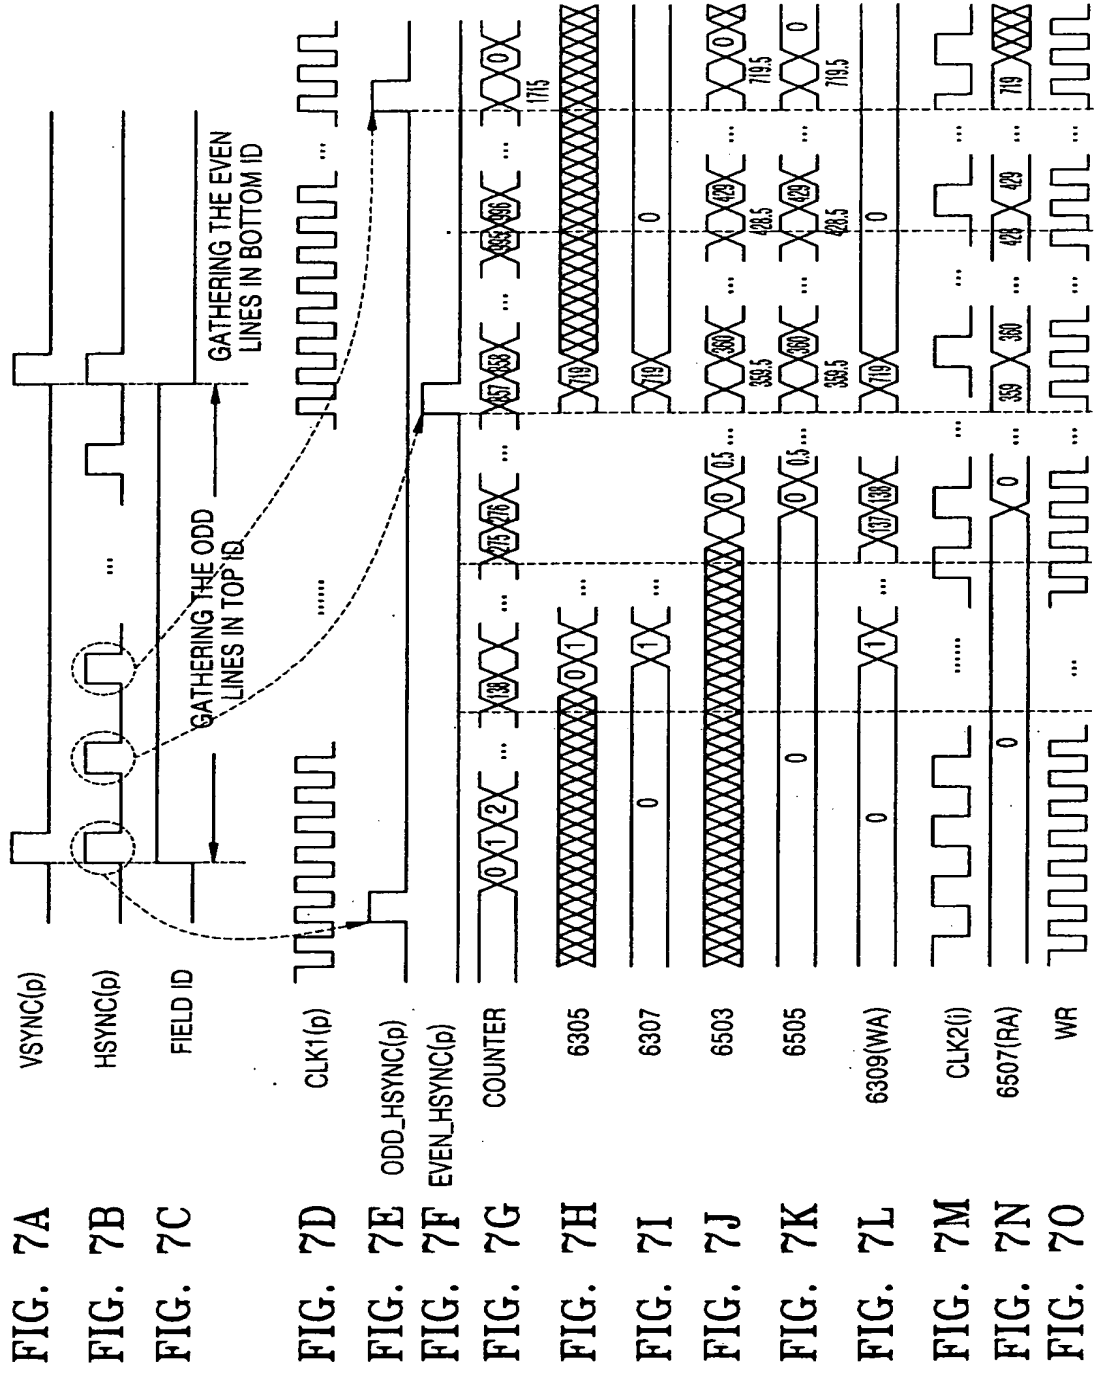 FIG. 7A VSYNC(p)
FIG. 7B HSYNC(p) ...
FIG. 7C FIELD ID
GATHERING THE ODD
LINES IN TOP ID
GATHERING THE EVEN
LINES IN BOTTOM ID
FIG. 7D CLK1(p) ...... ...
FIG. 7E ODD_HSYNC(p)
FIG. 7F EVEN_HSYNC(p)
FIG. 7G COUNTER 0 1 2 ... 138 ... 275 276 ... 857 858 ... 995 996 ... 1715 0
FIG. 7H 6305 0 1 ... 719
FIG. 7I 6307 0 1 ... 719 0
FIG. 7J 6503 0 0.5 ... 359.5 360 ... 428.5 429 ... 719.5 0
FIG. 7K 6505 0 0 0.5 ... 359.5 360 ... 428.5 429 ... 719.5 0
FIG. 7L 6309(WA) 0 1 ... 137 138 719 0
FIG. 7M CLK2(i) ....... ... ... ...
FIG. 7N 6507(RA) 0 0 ... 359 360 ... 428 429 ... 719
FIG. 7O WR ... ... ... ...